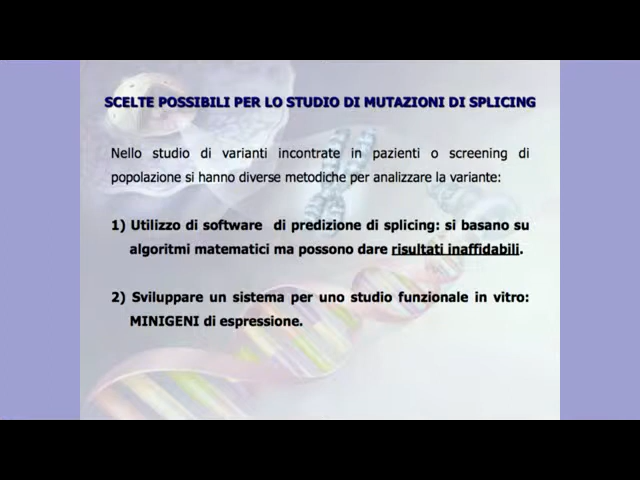 SCELTE POSSIBILI PER LO STUDIO DI MUTAZIONI DI SPLICING
Nello studio di varianti incontrate in pazienti o screening di
popolazione si hanno diverse metodiche per analizzare la variante:
1) Utilizzo di software di predizione di splicing: si basano su
algoritmi matematici ma possono dare risultati inaffidabili.
2) Sviluppare un sistema per uno studio funzionale in vitro:
MINIGENI di espressione.